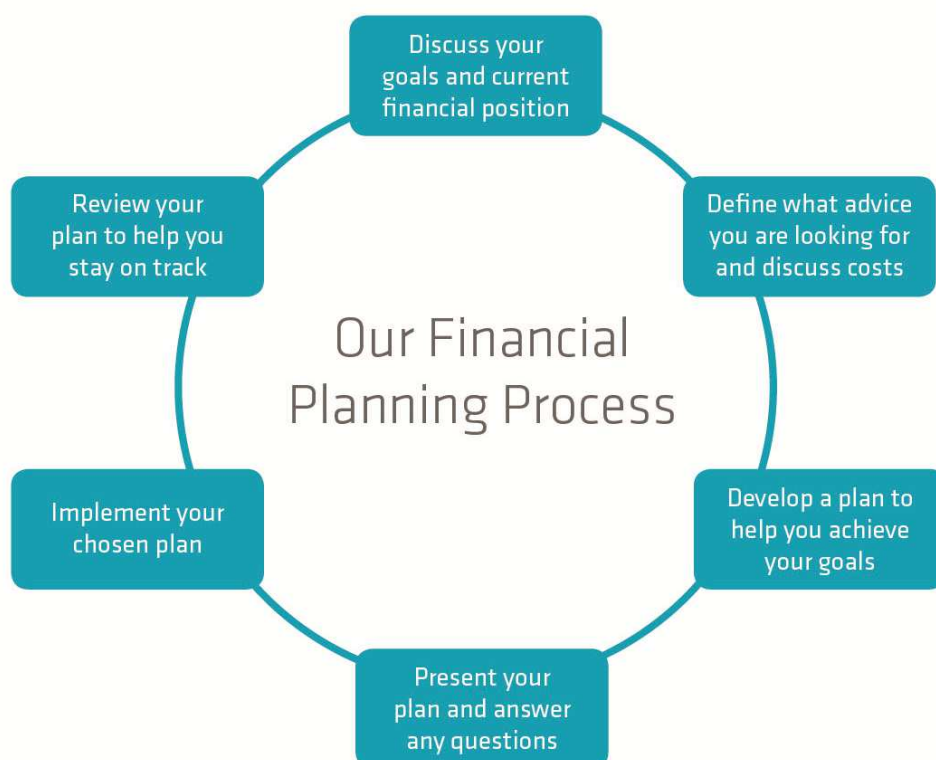 Discuss your
goals and current
financial position
Define what advice
you are looking for
and discuss costs
Develop a plan to
help you achieve
your goals
Present your
plan and answer
any questions
Implement your
chosen plan
Review your
plan to help you
stay on track
Our Financial
Planning Process